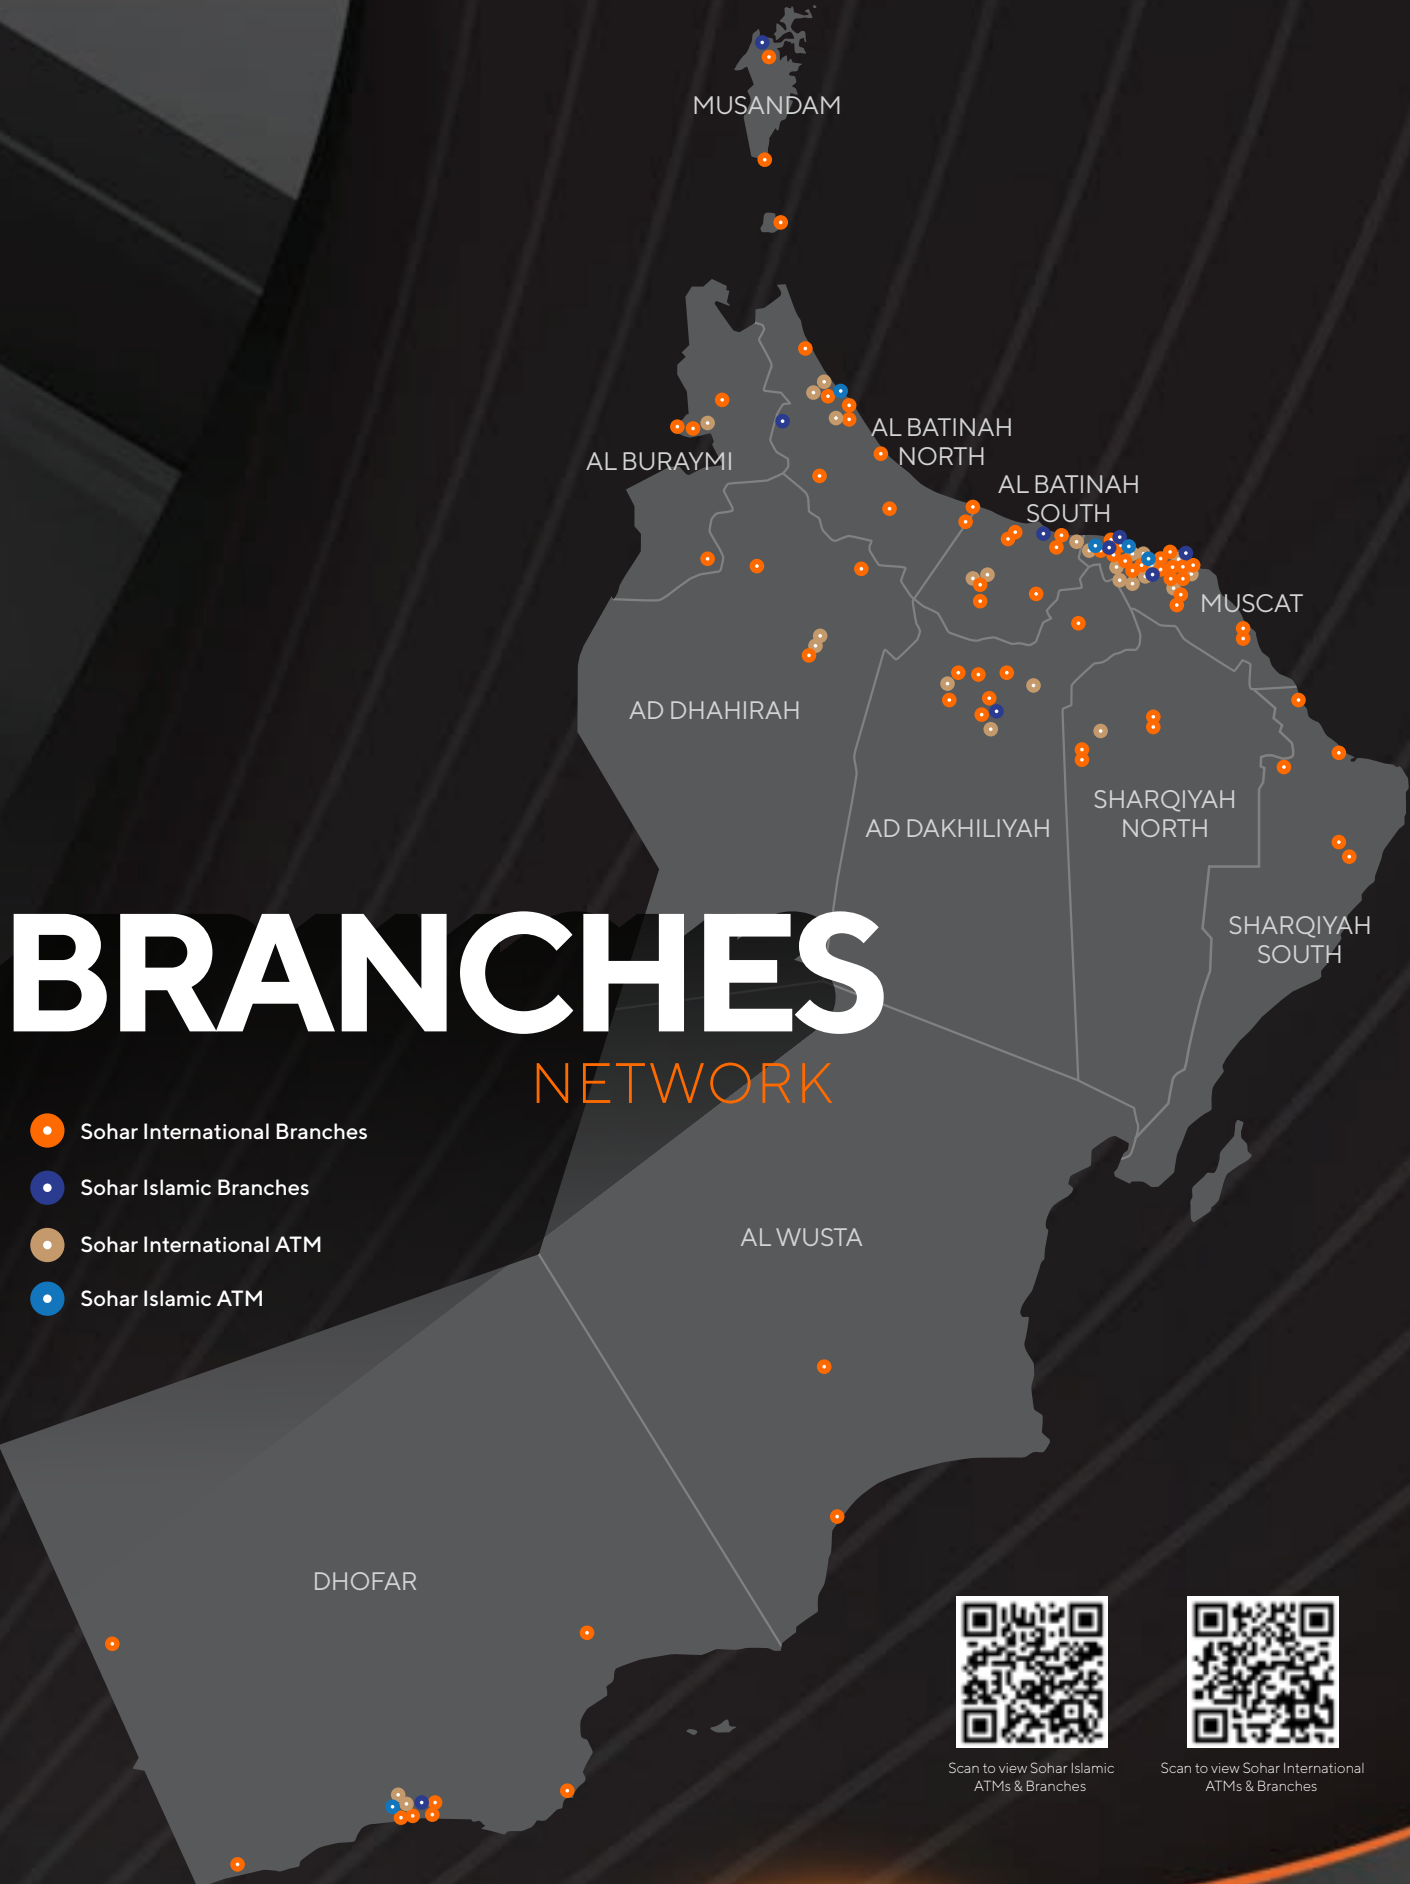 MUSANDAM
AL BATINAH
NORTH
AL BURAYMI
AL BATINAH
SOUTH
MUSCAT
AD DHAHIRAH
SHARQIYAH
NORTH
AD DAKHILIYAH
SHARQIYAH
SOUTH
BRANCHES
NETWORK
Sohar International Branches
Sohar Islamic Branches
Sohar International ATM
Sohar Islamic ATM
AL WUSTA
DHOFAR
Scan to view Sohar Islamic
ATMs & Branches
Scan to view Sohar International
ATMs & Branches